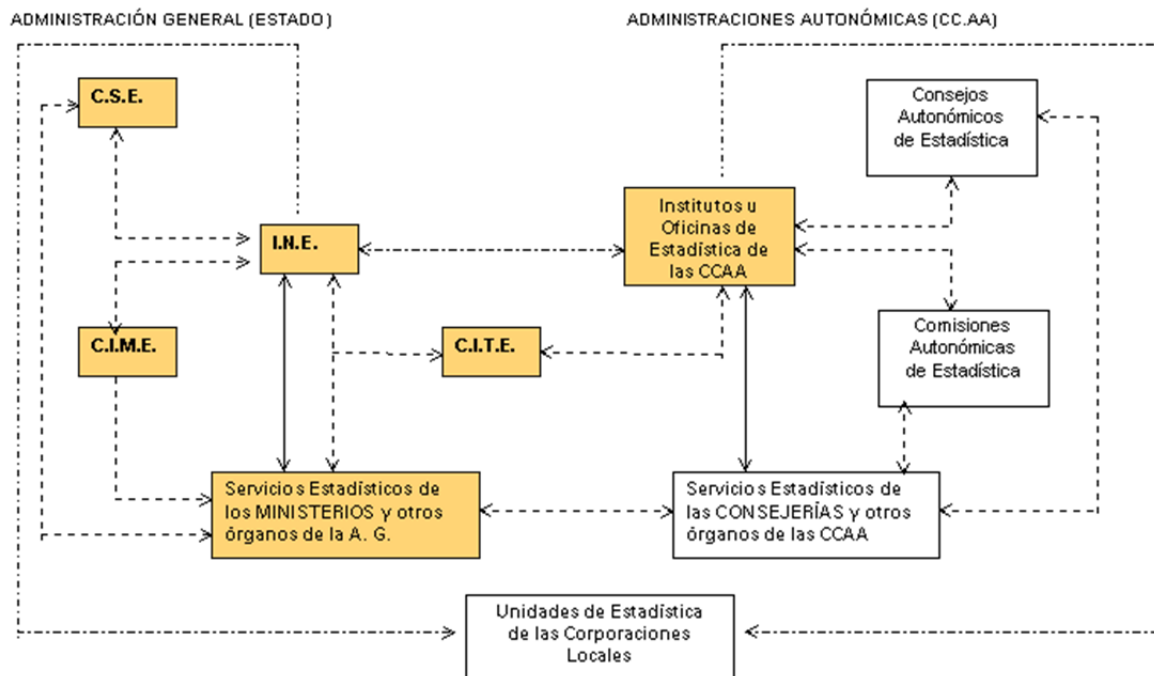 ADMINISTRACIÓN GENERAL (ESTADO)
ADMINISTRACIONES AUTONÓMICAS (CC.AA)
C.S.E.
Consejos
Autonómicos
de Estadística
I.N.E.
Institutos u
Oficinas de
Estadística de
las CCAA
C.I.M.E.
C.I.T.E.
Comisiones
Autonómicas
de Estadística
Servicios Estadísticos de
los MINISTERIOS y otros
órganos de la A. G.
Servicios Estadísticos de
las CONSEJERÍAS y otros
órganos de las CCAA
Unidades de Estadística
de las Corporaciones
Locales